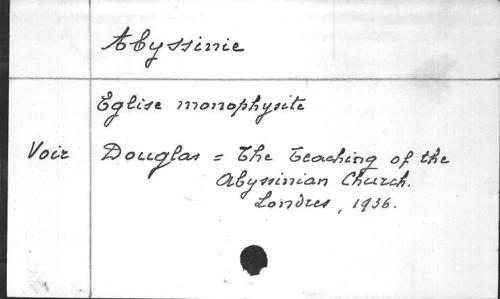 Abyssinie
Eglise monophysite
Voir Douglas = The Teaching of the
Abyssinian Church.
Londres, 1936.